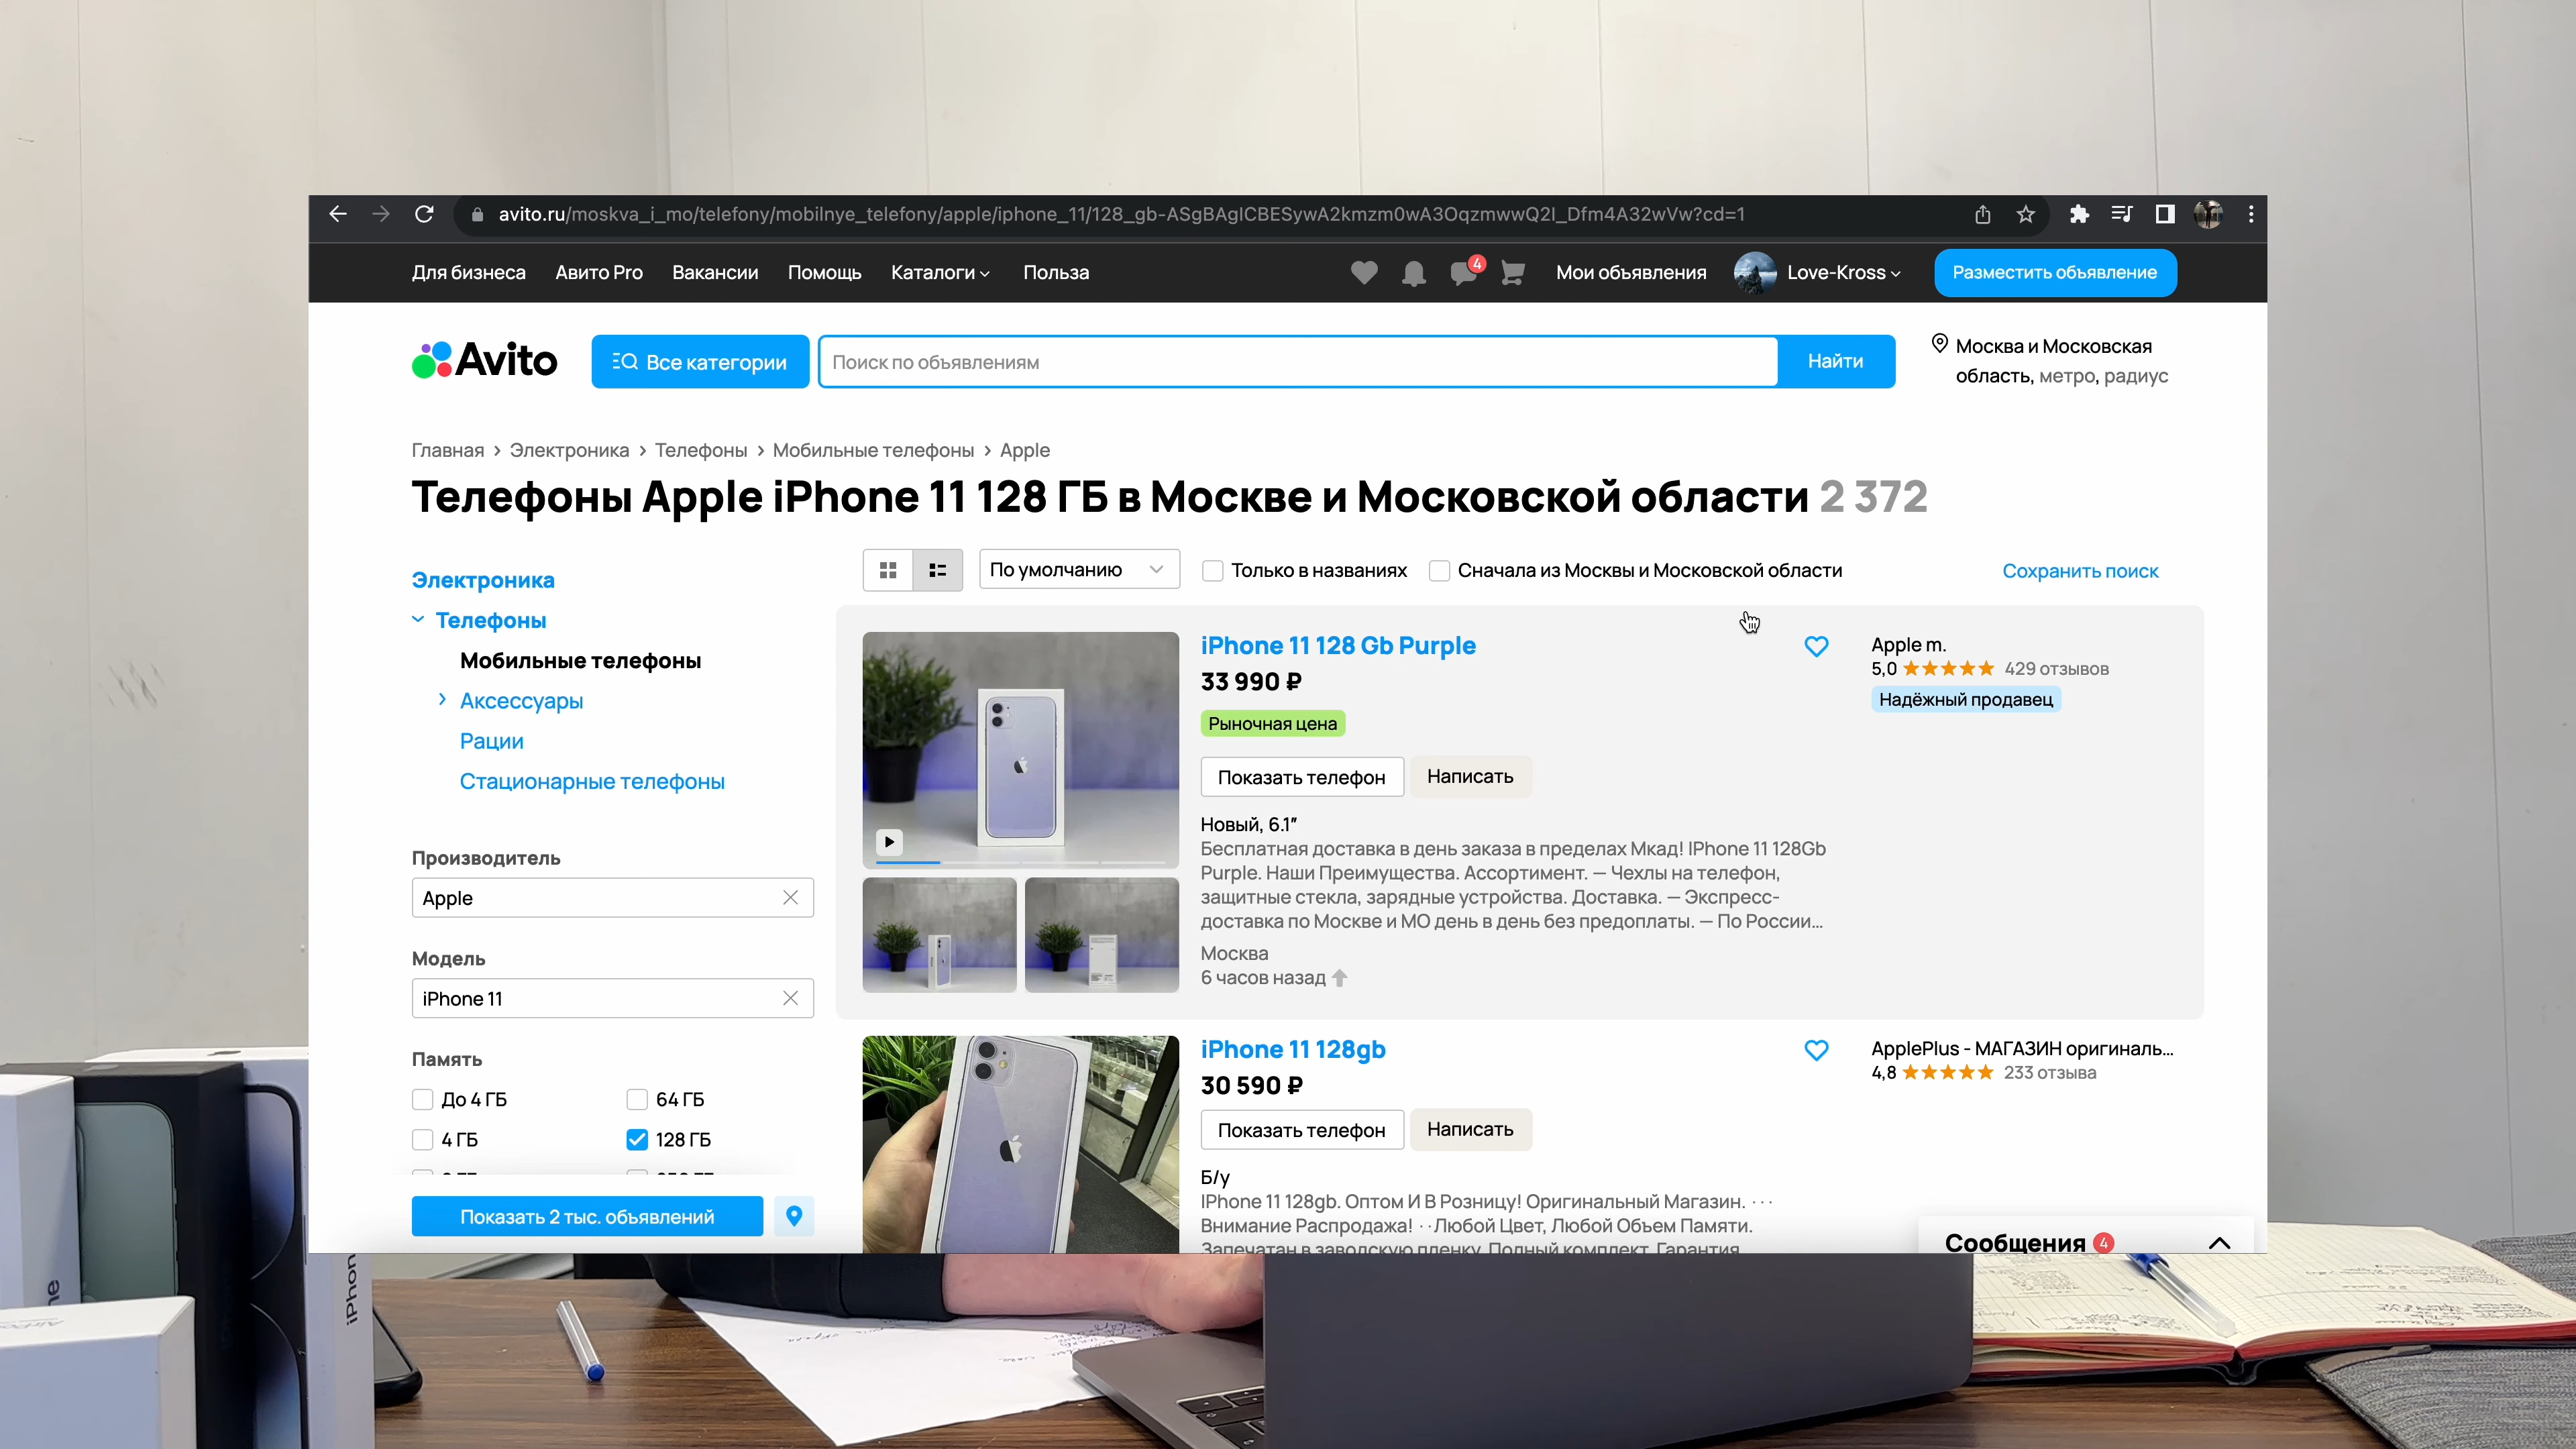 avito.ru/moskva_i_mo/telefony/mobilnye_telefony/apple/iphone_11/128_gb-ASgBAgICBESywA2kmzm0wA3OqzmwwQ2I_Dfm4A32wVw?cd=1
Для бизнеса Авито Pro Вакансии Помощь Каталоги Польза 4 Мои объявления Love-Kross Разместить объявление
Avito Все категории Поиск по объявлениям Найти
Москва и Московская
область, метро, радиус
Главная > Электроника > Телефоны > Мобильные телефоны > Apple
Телефоны Apple iPhone 11 128 ГБ в Москве и Московской области 2 372
По умолчанию Только в названиях Сначала из Москвы и Московской области Сохранить поиск
Электроника
Телефоны
Мобильные телефоны
Аксессуары
Рации
Стационарные телефоны
Производитель
Apple
Модель
iPhone 11
Память
До 4 ГБ 64 ГБ
4 ГБ 128 ГБ
Показать 2 тыс. объявлений
iPhone 11 128 Gb Purple
33 990 ₽
Рыночная цена
Показать телефон Написать
Новый, 6.1″
Бесплатная доставка в день заказа в пределах Мкад! IPhone 11 128Gb
Purple. Наши Преимущества. Ассортимент. — Чехлы на телефон,
защитные стекла, зарядные устройства. Доставка. — Экспресс-
доставка по Москве и МО день в день без предоплаты. — По России...
Москва
6 часов назад
Apple m.
5,0 429 отзывов
Надёжный продавец
iPhone 11 128gb
30 590 ₽
Показать телефон Написать
Б/у
IPhone 11 128gb. Оптом И В Розницу! Оригинальный Магазин. · · ·
Внимание Распродажа! · · Любой Цвет, Любой Объем Памяти.
Запечатан в заводскую пленку. Полный комплект. Гарантия
ApplePlus - МАГАЗИН оригиналь...
4,8 233 отзыва
Сообщения 4
iPhon